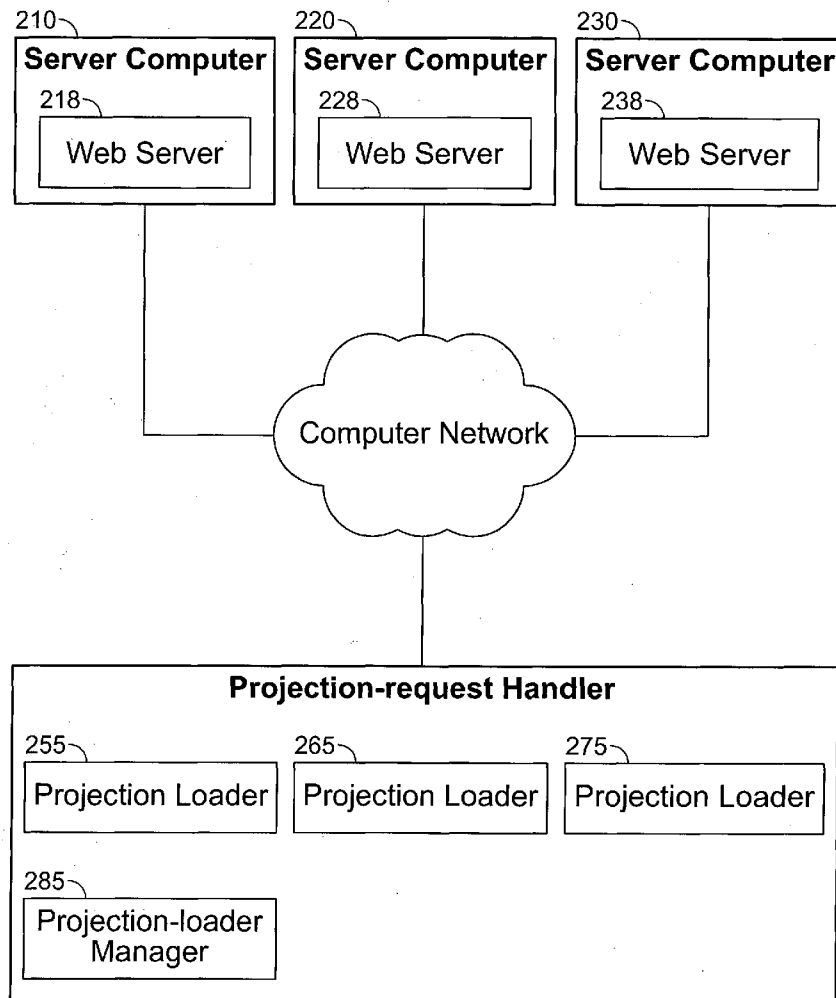 210 220 230
Server Computer Server Computer Server Computer
218 228 238
Web Server Web Server Web Server
Computer Network
Projection-request Handler
255 265 275
Projection Loader Projection Loader Projection Loader
285
Projection-loader
Manager